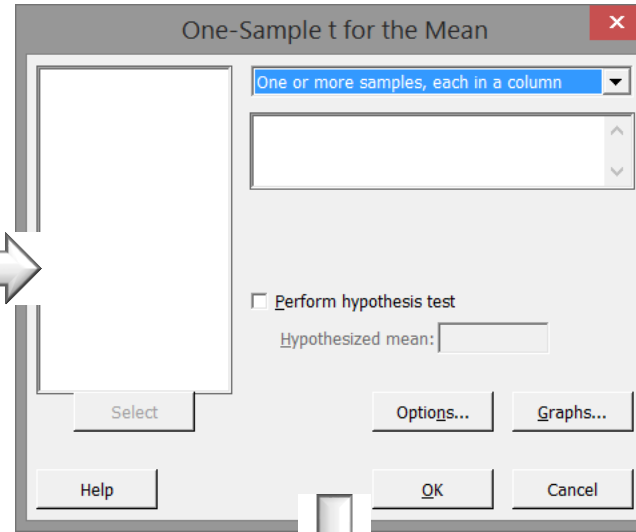 One-Sample t for the Mean
One or more samples, each in a column
Perform hypothesis test
Hypothesized mean:
Select
Options...
Graphs...
Help
OK
Cancel